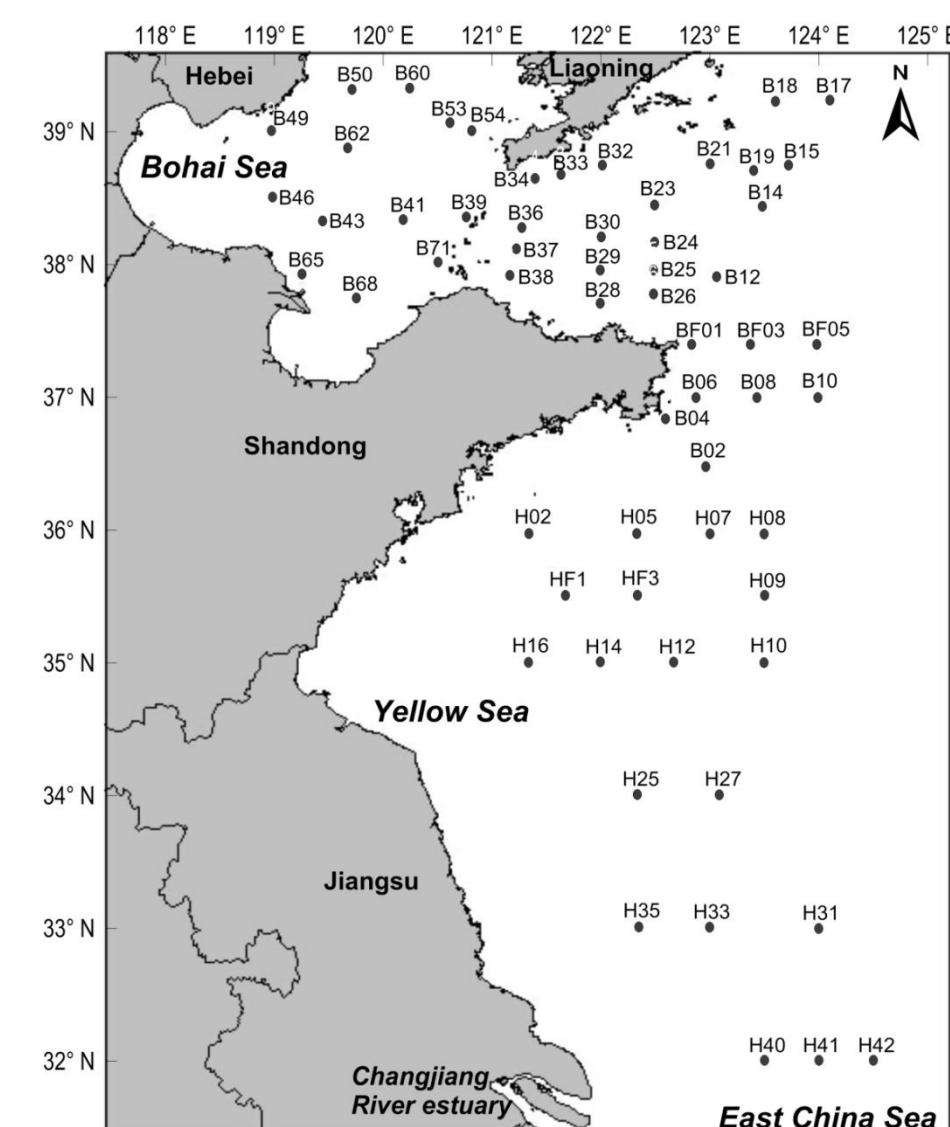 118° E 119° E 120° E 121° E 122° E 123° E 124° E 125° E
Hebei
Liaoning
N
B50 B60
B18 B17
B53
B54
B49
39° N
B62
B33 B32
B21 B19 B15
Bohai Sea
B34
B46
B23
B14
B43 B41 B39
B36
B30
B24
B71 B37
B29
B65
38° N
B25
B38
B12
B68
B28
B26
BF01 BF03 BF05
B06 B08 B10
37° N
B04
Shandong
B02
H02 H05 H07 H08
36° N
HF1 HF3 H09
H16 H14 H12 H10
35° N
Yellow Sea
H25 H27
34° N
Jiangsu
H35 H33 H31
33° N
H40 H41 H42
32° N
Changjiang
River estuary
East China Sea